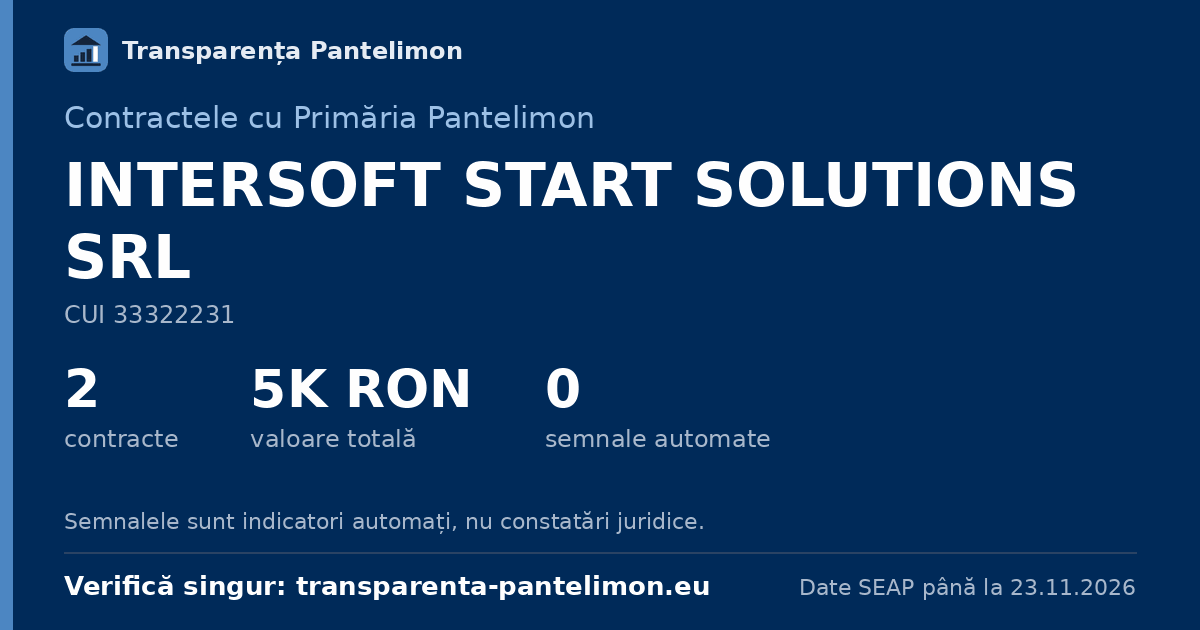 Transparența Pantelimon
Contractele cu Primăria Pantelimon
INTERSOFT START SOLUTIONS
SRL
CUI 33322231
2 5K RON 0
contracte valoare totală semnale automate
Semnalele sunt indicatori automați, nu constatări juridice.
Verifică singur: transparenta-pantelimon.eu Date SEAP până la 23.11.2026